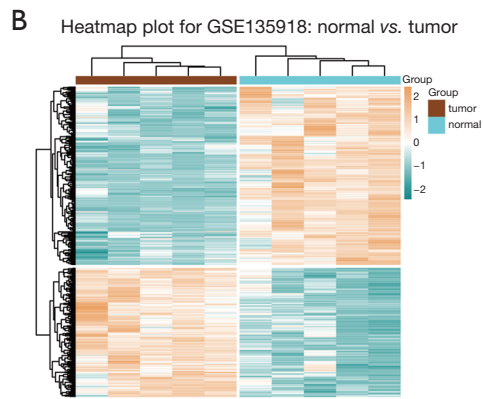 B
Heatmap plot for GSE135918: normal vs. tumor
Group
2
1
0
−1
−2
Group
tumor
normal